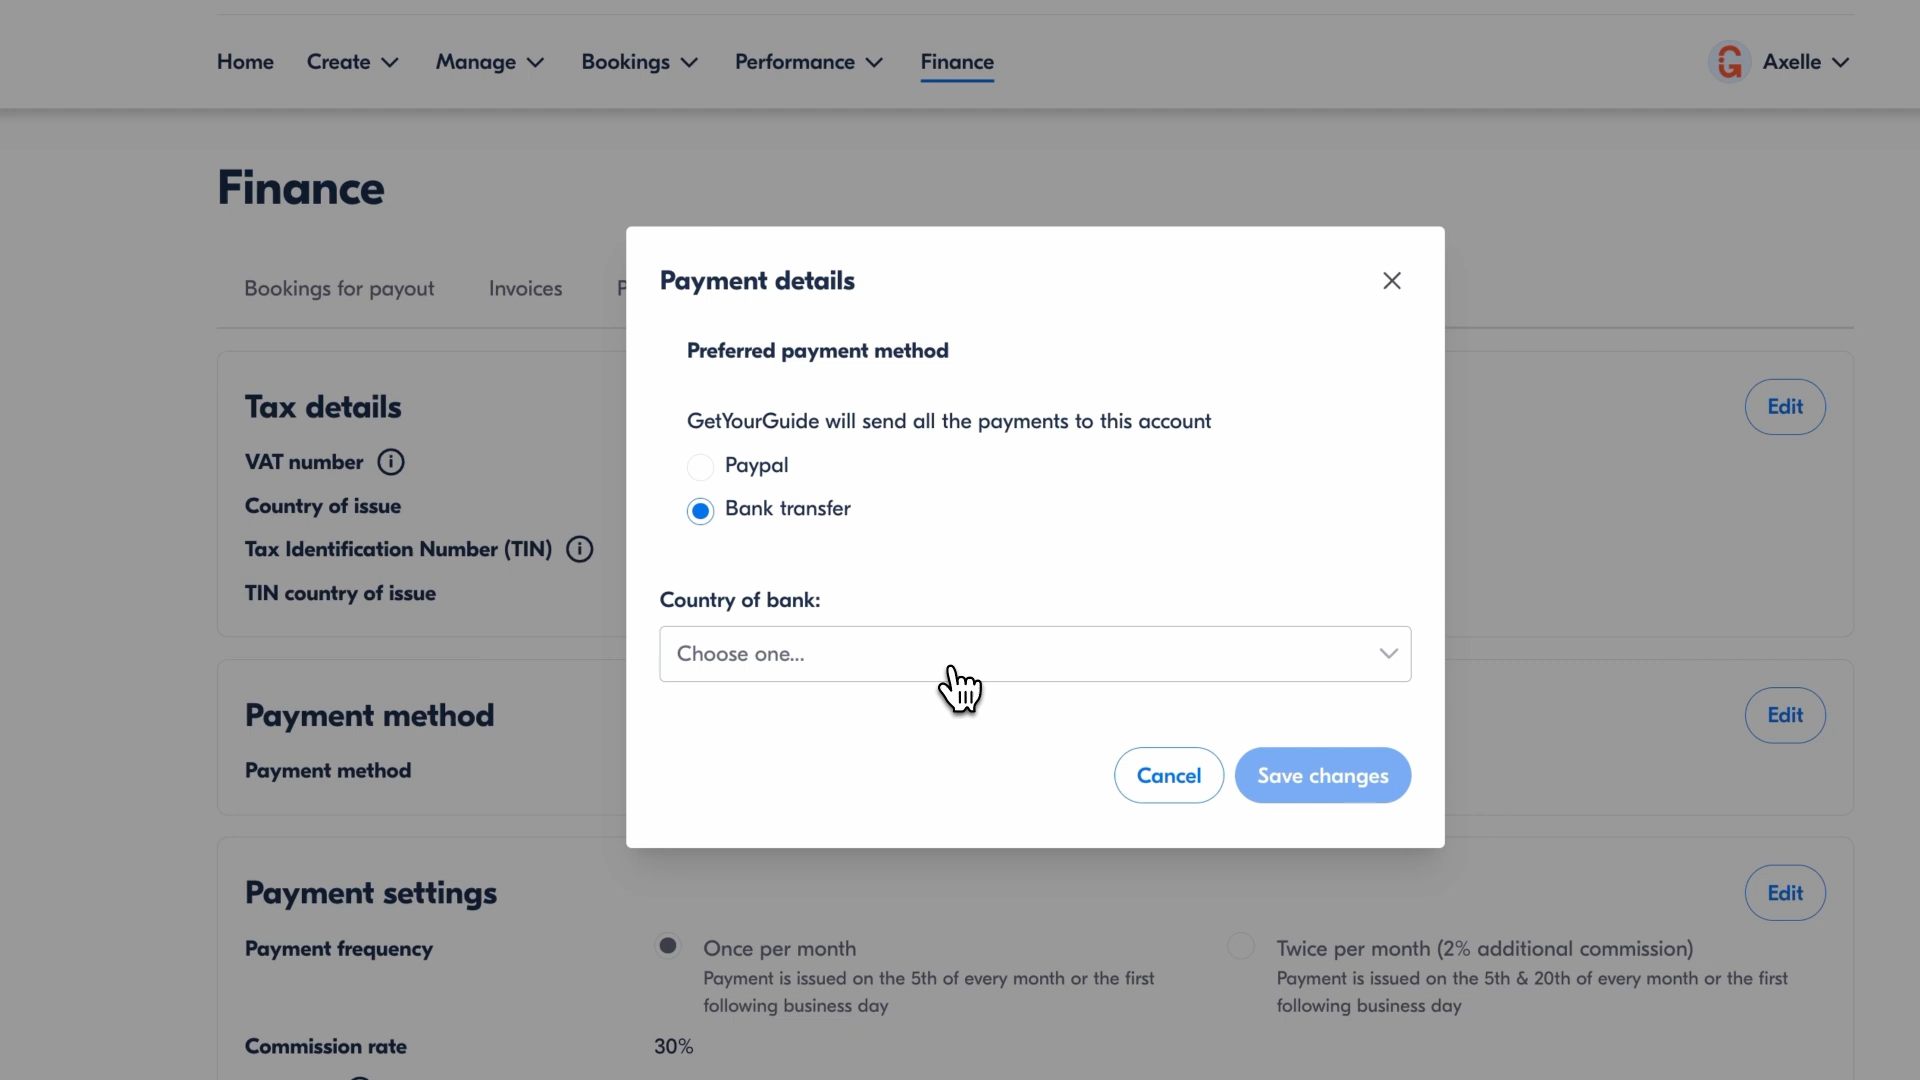 Home
Create
Manage
Bookings
Performance
Finance
Axelle
Finance
Bookings for payout
Invoices
Payment details
Preferred payment method
GetYourGuide will send all the payments to this account
Paypal
Bank transfer
Country of bank:
Choose one...
Cancel
Save changes
Tax details
Edit
VAT number
Country of issue
Tax Identification Number (TIN)
TIN country of issue
Payment method
Edit
Payment method
Payment settings
Edit
Payment frequency
Once per month
Payment is issued on the 5th of every month or the first
following business day
Twice per month (2% additional commission)
Payment is issued on the 5th & 20th of every month or the first
following business day
Commission rate
30%